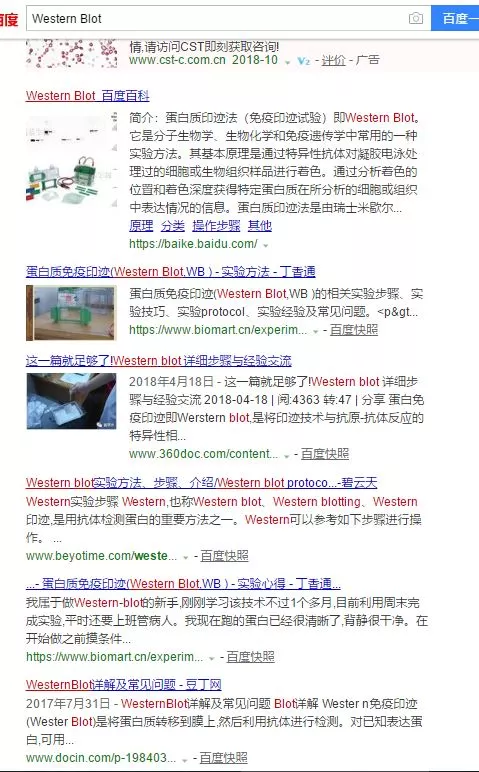 百度
Western Blot
百度一
情,请访问CST即刻获取咨询!
www.cst-c.com.cn 2018-10 V2 - 评价 - 广告
Western Blot_百度百科
简介：蛋白质印迹法（免疫印迹试验）即Western Blot。
它是分子生物学、生物化学和免疫遗传学中常用的一种
实验方法。其基本原理是通过特异性抗体对凝胶电泳处
理过的细胞或生物组织样品进行着色。通过分析着色的
位置和着色深度获得特定蛋白质在所分析的细胞或组织
中表达情况的信息。蛋白质印迹法是由瑞士米歇尔...
原理 分类 操作步骤 其他
https://baike.baidu.com/
蛋白质免疫印迹(Western Blot,WB ) - 实验方法 - 丁香通
蛋白质免疫印迹(Western Blot,WB )的相关实验步骤、实
验技巧、实验protocol、实验经验及常见问题。<p&gt...
https://www.biomart.cn/experim... - 百度快照
这一篇就足够了!Western blot 详细步骤与经验交流
2018年4月18日 - 这一篇就足够了!Western blot 详细步
骤与经验交流 2018-04-18 | 阅:4363 转:47 | 分享 蛋白免
疫印迹即Werstern blot,是将印迹技术与抗原-抗体反应的
特异性相...
www.360doc.com/content... - 百度快照
Western blot实验方法、步骤、介绍/Western blot protoco...-碧云天
Western实验步骤 Western,也称Western blot、Western blotting、Western
印迹,是用抗体检测蛋白的重要方法之一。Western可以参考如下步骤进行操
作。 ...
www.beyotime.com/weste... - 百度快照
...- 蛋白质免疫印迹(Western Blot,WB ) - 实验心得 - 丁香通...
我属于做Western-blot的新手,刚刚学习该技术不过1个多月,目前利用周末完
成实验,平时还要上班管病人。我现在跑的蛋白已经很清晰了,背静很干净。在
开始做之前摸条件...
https://www.biomart.cn/experim... - 百度快照
WesternBlot详解及常见问题 - 豆丁网
2017年7月31日 - WesternBlot详解及常见问题 Blot详解 Wester n免疫印迹
(Wester Blot)是将蛋白质转移到膜上,然后利用抗体进行检测。对已知表达蛋
白,可用...
www.docin.com/p-198403... - 百度快照